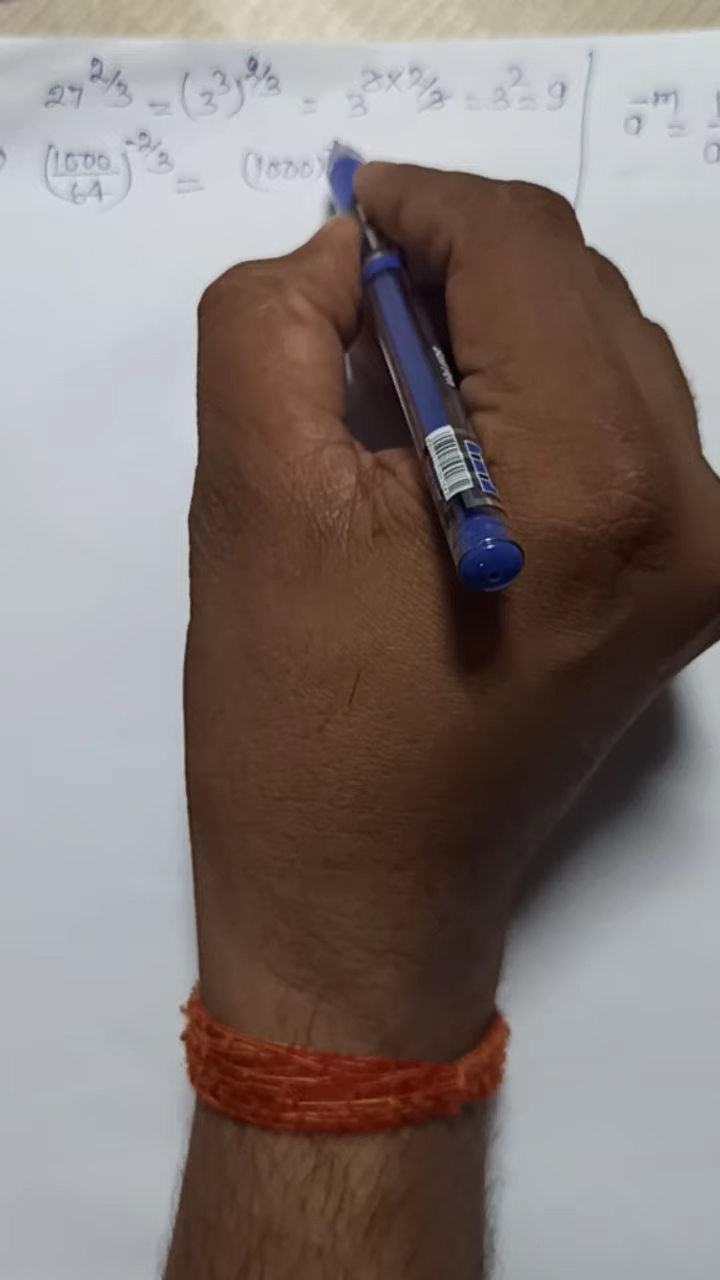 27^2/3 = (3^3)^2/3 = 3^3×2/3 = 3^2 = 9
(1000/64)^-2/3 = (1000)
a^-m =